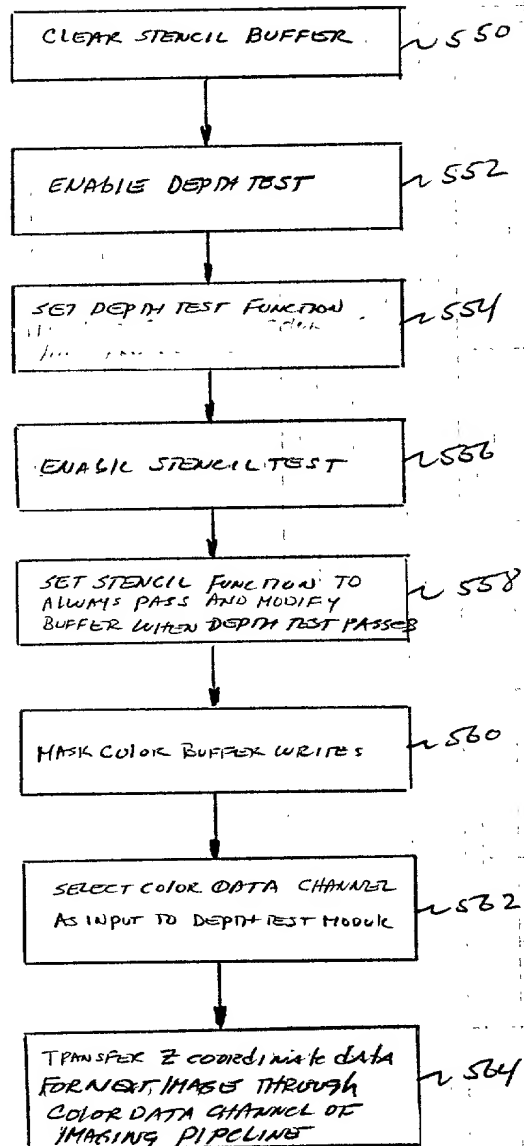 CLEAR STENCIL BUFFER
550
ENABLE DEPTH TEST
552
SET DEPTH TEST FUNCTION
554
ENABLE STENCIL TEST
556
SET STENCIL FUNCTION TO
ALWAYS PASS AND MODIFY
BUFFER WHEN DEPTH TEST PASSES
558
MASK COLOR BUFFER WRITES
560
SELECT COLOR DATA CHANNEL
AS INPUT TO DEPTH TEST MODULE
562
TRANSFER Z COORDINATE DATA
FOR NEXT IMAGE THROUGH
COLOR DATA CHANNEL OF
IMAGING PIPELINE
564